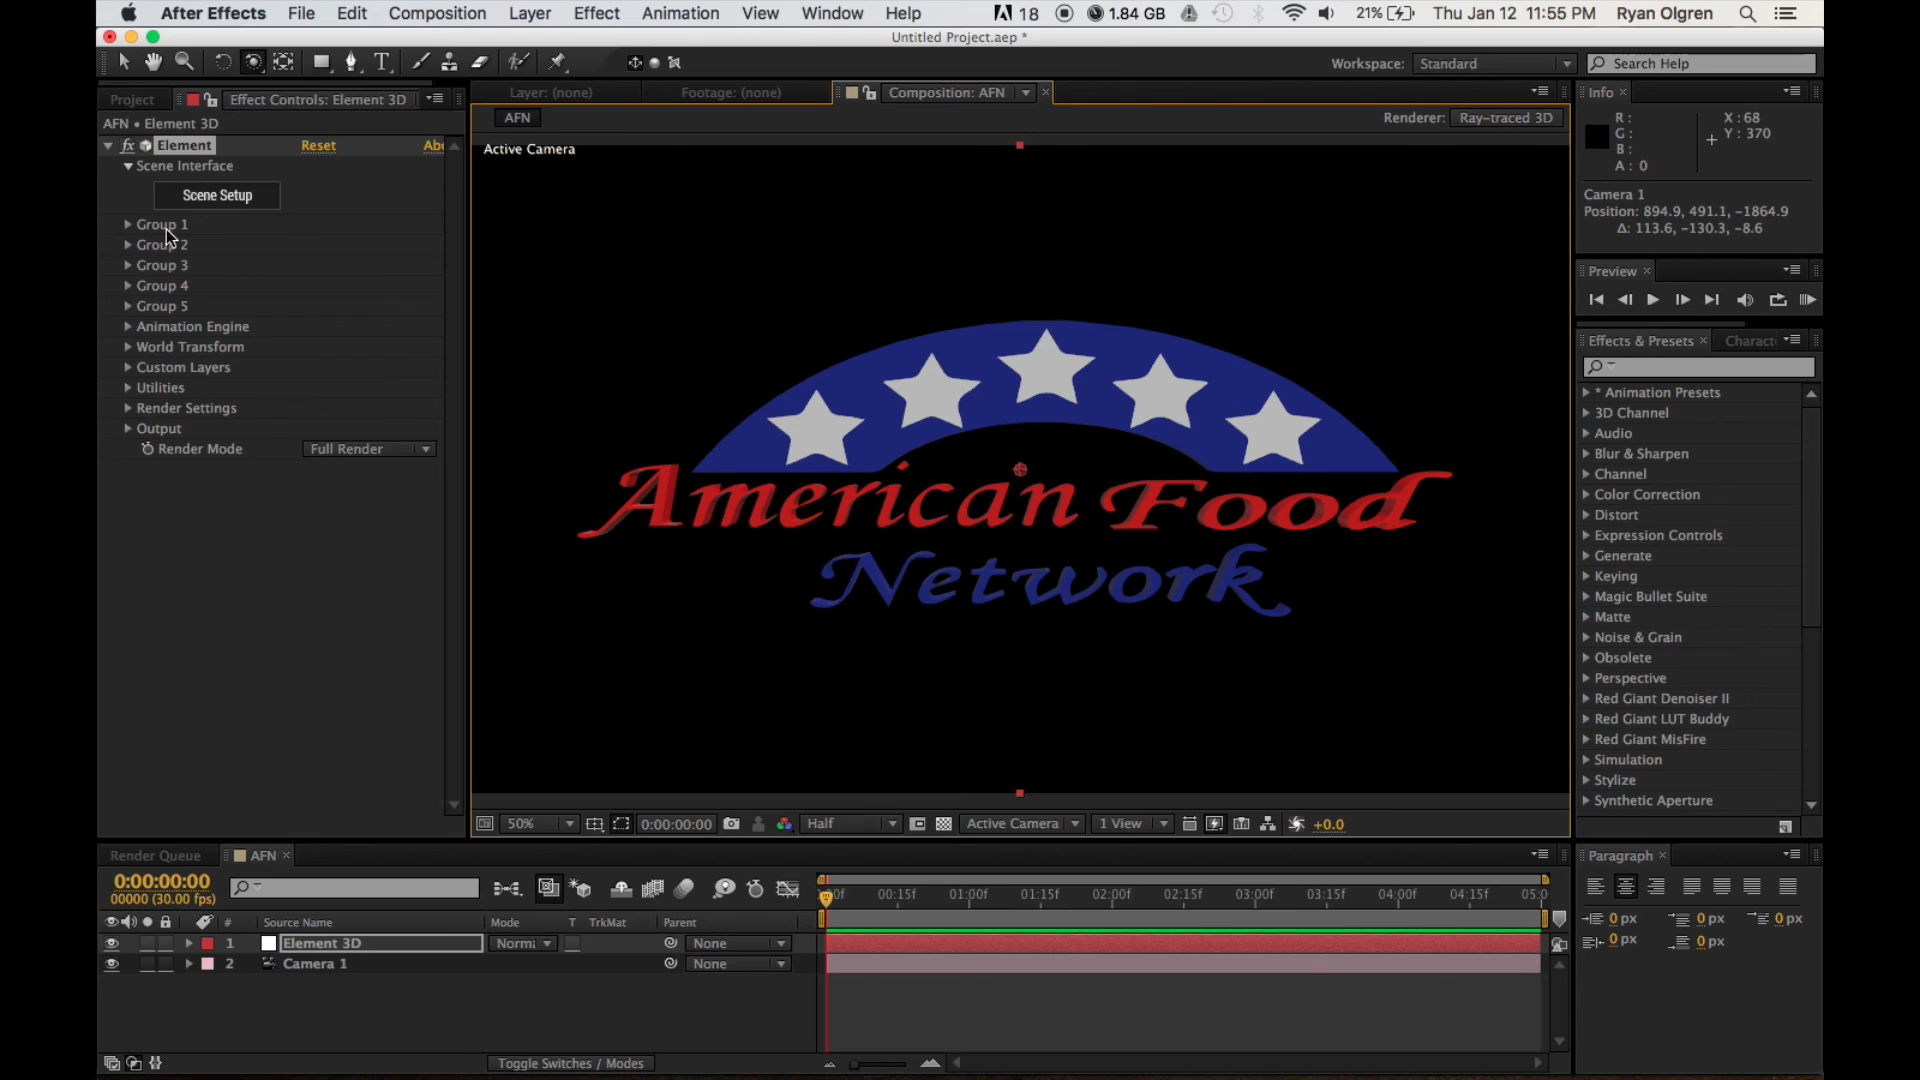 After Effects File Edit Composition Layer Effect Animation View Window Help 18 1.84 GB 21% Thu Jan 12 11:55 PM Ryan Olgren
Untitled Project.aep *
Workspace: Standard Search Help
Project Effect Controls: Element 3D
AFN • Element 3D
fx Element Reset Abo
Scene Interface
Scene Setup
Group 1
Group 2
Group 3
Group 4
Group 5
Animation Engine
World Transform
Custom Layers
Utilities
Render Settings
Output
Render Mode Full Render
Layer: (none) Footage: (none) Composition: AFN
AFN Renderer: Ray-traced 3D
Active Camera
American Food
Network
50% 0:00:00:00 Half Active Camera 1 View +0.0
Info
R : X : 68
G : Y : 370
B :
A : 0
Camera 1
Position: 894.9, 491.1, -1864.9
Δ: 113.6, -130.3, -8.6
Preview
Effects & Presets Charact
* Animation Presets
3D Channel
Audio
Blur & Sharpen
Channel
Color Correction
Distort
Expression Controls
Generate
Keying
Magic Bullet Suite
Matte
Noise & Grain
Obsolete
Perspective
Red Giant Denoiser II
Red Giant LUT Buddy
Red Giant MisFire
Simulation
Stylize
Synthetic Aperture
Render Queue AFN
0:00:00:00
00000 (30.00 fps)
# Source Name Mode T TrkMat Parent
1 Element 3D Norma None
2 Camera 1 None
:00f 00:15f 01:00f 01:15f 02:00f 02:15f 03:00f 03:15f 04:00f 04:15f 05:0
Toggle Switches / Modes
Paragraph
0 px 0 px 0 px
0 px 0 px